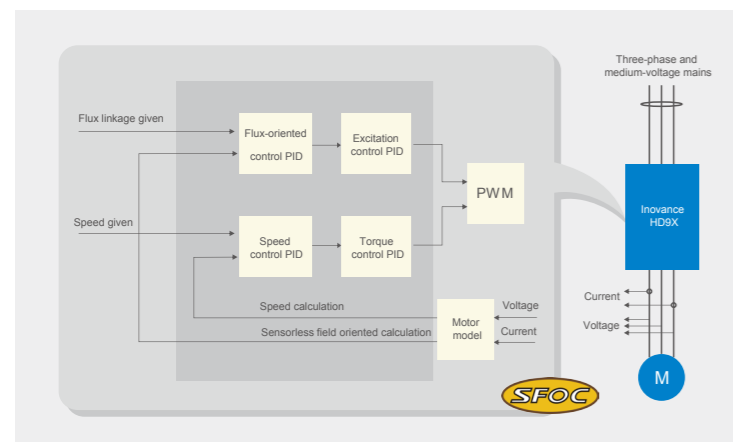 Three-phase and
medium-voltage mains
Flux linkage given
Flux-oriented
control PID
Excitation
control PID
PWM
Inovance
HD9X
Speed given
Speed
control PID
Torque
control PID
Current
Voltage
Speed calculation
Sensorless field oriented calculation
Motor
model
Voltage
Current
M
SFOC